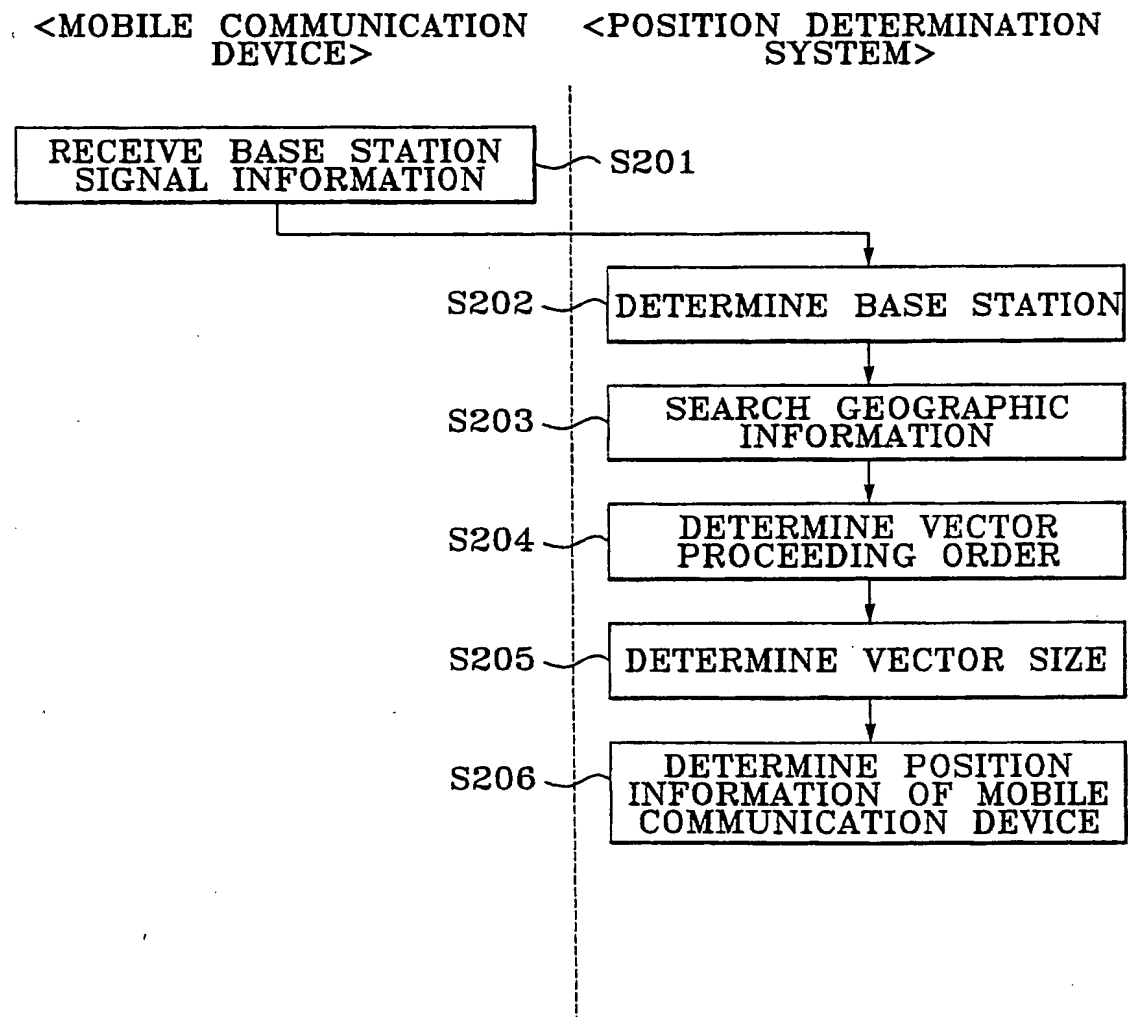 <MOBILE COMMUNICATION
DEVICE>
<POSITION DETERMINATION
SYSTEM>
RECEIVE BASE STATION
SIGNAL INFORMATION
S201
S202
DETERMINE BASE STATION
S203
SEARCH GEOGRAPHIC
INFORMATION
S204
DETERMINE VECTOR
PROCEEDING ORDER
S205
DETERMINE VECTOR SIZE
S206
DETERMINE POSITION
INFORMATION OF MOBILE
COMMUNICATION DEVICE